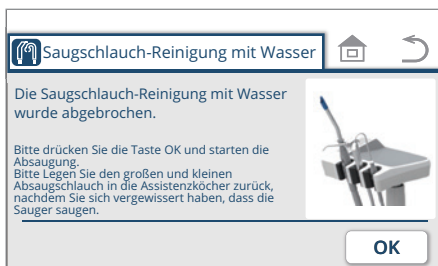 Saugschlauch-Reinigung mit Wasser
Die Saugschlauch-Reinigung mit Wasser
wurde abgebrochen.
Bitte drücken Sie die Taste OK und starten die
Absaugung.
Bitte Legen Sie den großen und kleinen
Absaugschlauch in die Assistenzköcher zurück,
nachdem Sie sich vergewissert haben, dass die
Sauger saugen.
OK